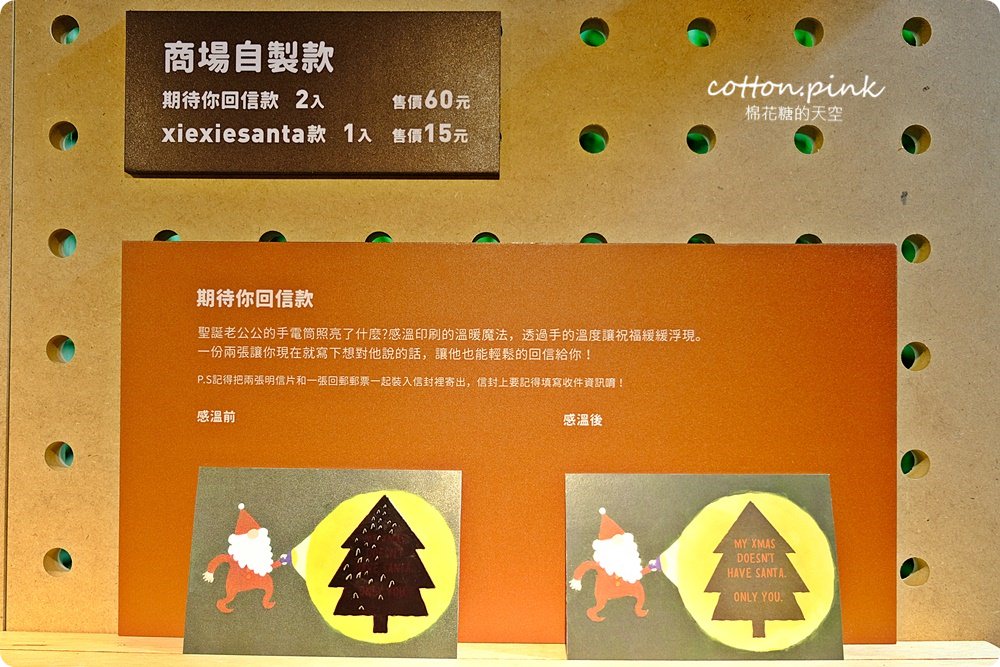 商場自製款
期待你回信款 2入 售價60元
xiexiesanta款 1入 售價15元
cotton.pink
棉花糖的天空
期待你回信款
聖誕老公公的手電筒照亮了什麼?感溫印刷的溫暖魔法，透過手的溫度讓祝福緩緩浮現。
一份兩張讓你現在就寫下想對他說的話，讓他也能輕鬆的回信給你！
P.S記得把兩張明信片和一張回郵郵票一起裝入信封裡寄出，信封上要記得填寫收件資訊唷！
感溫前
感溫後
SANTA.
ONLY YOU.
MY XMAS
DOESN'T
HAVE SANTA.
ONLY YOU.